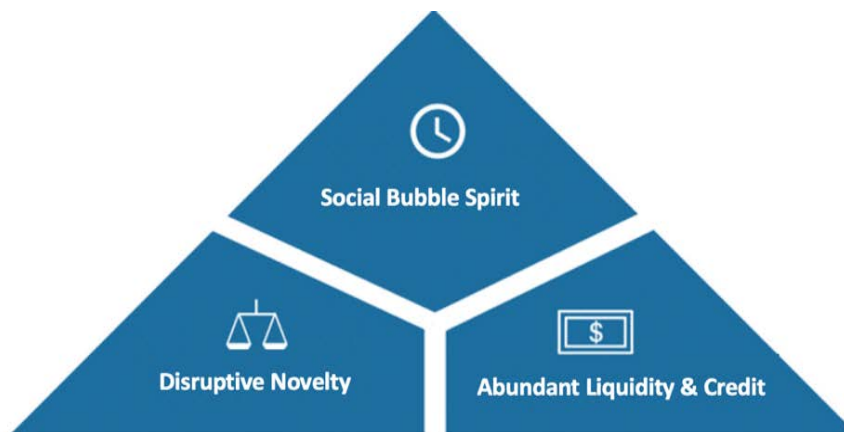 Social Bubble Spirit
$
Disruptive Novelty
Abundant Liquidity & Credit